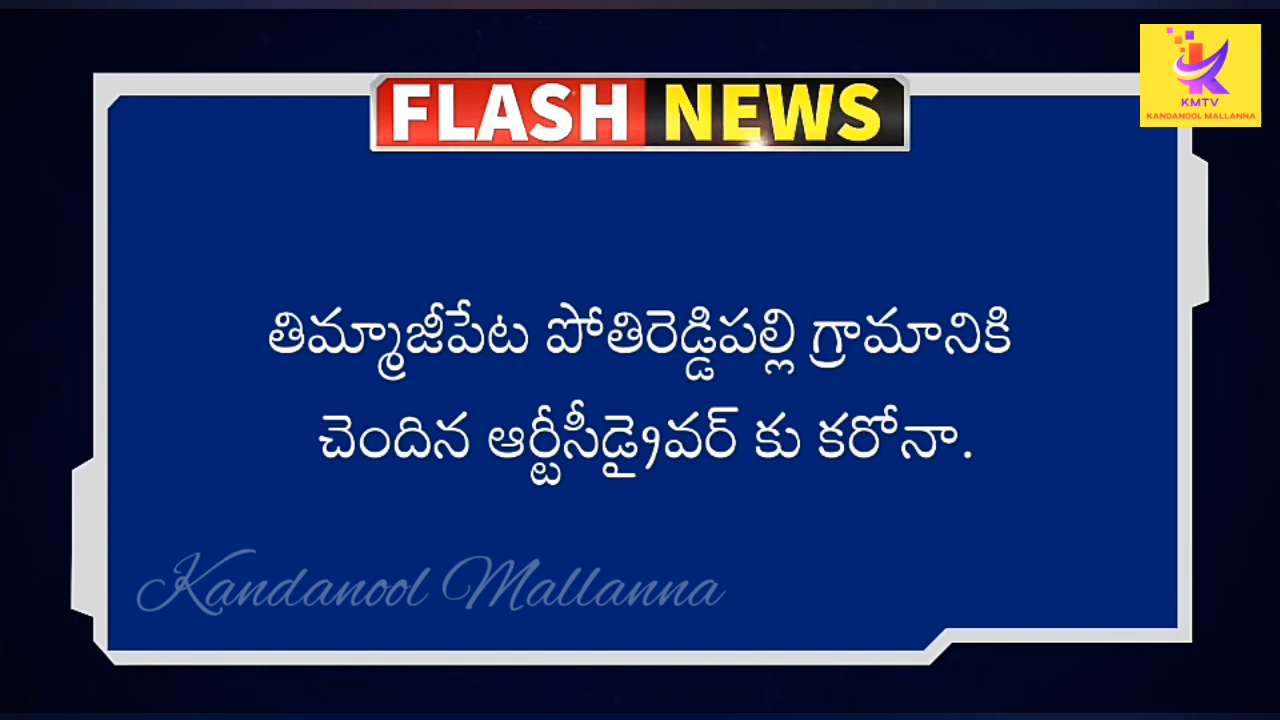 KMTV
KANDANOOL MALLANNA
FLASH NEWS
తిమ్మాజీపేట పోతిరెడ్డిపల్లి గ్రామానికి
చెందిన ఆర్టీసీడ్రైవర్ కు కరోనా.
Kandanool Mallanna